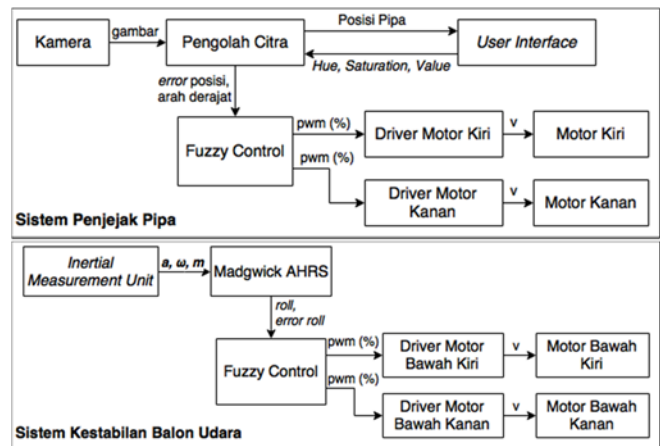 Kamera
gambar
Pengolah Citra
Posisi Pipa
User Interface
Hue, Saturation, Value
error posisi,
arah derajat
Fuzzy Control
pwm (%)
Driver Motor Kiri
v
Motor Kiri
pwm (%)
Driver Motor
Kanan
v
Motor Kanan
Sistem Penjejak Pipa
Inertial
Measurement Unit
a, ω, m
Madgwick AHRS
roll,
error roll
Fuzzy Control
pwm (%)
Driver Motor
Bawah Kiri
v
Motor Bawah
Kiri
pwm (%)
Driver Motor
Bawah Kanan
v
Motor Bawah
Kanan
Sistem Kestabilan Balon Udara